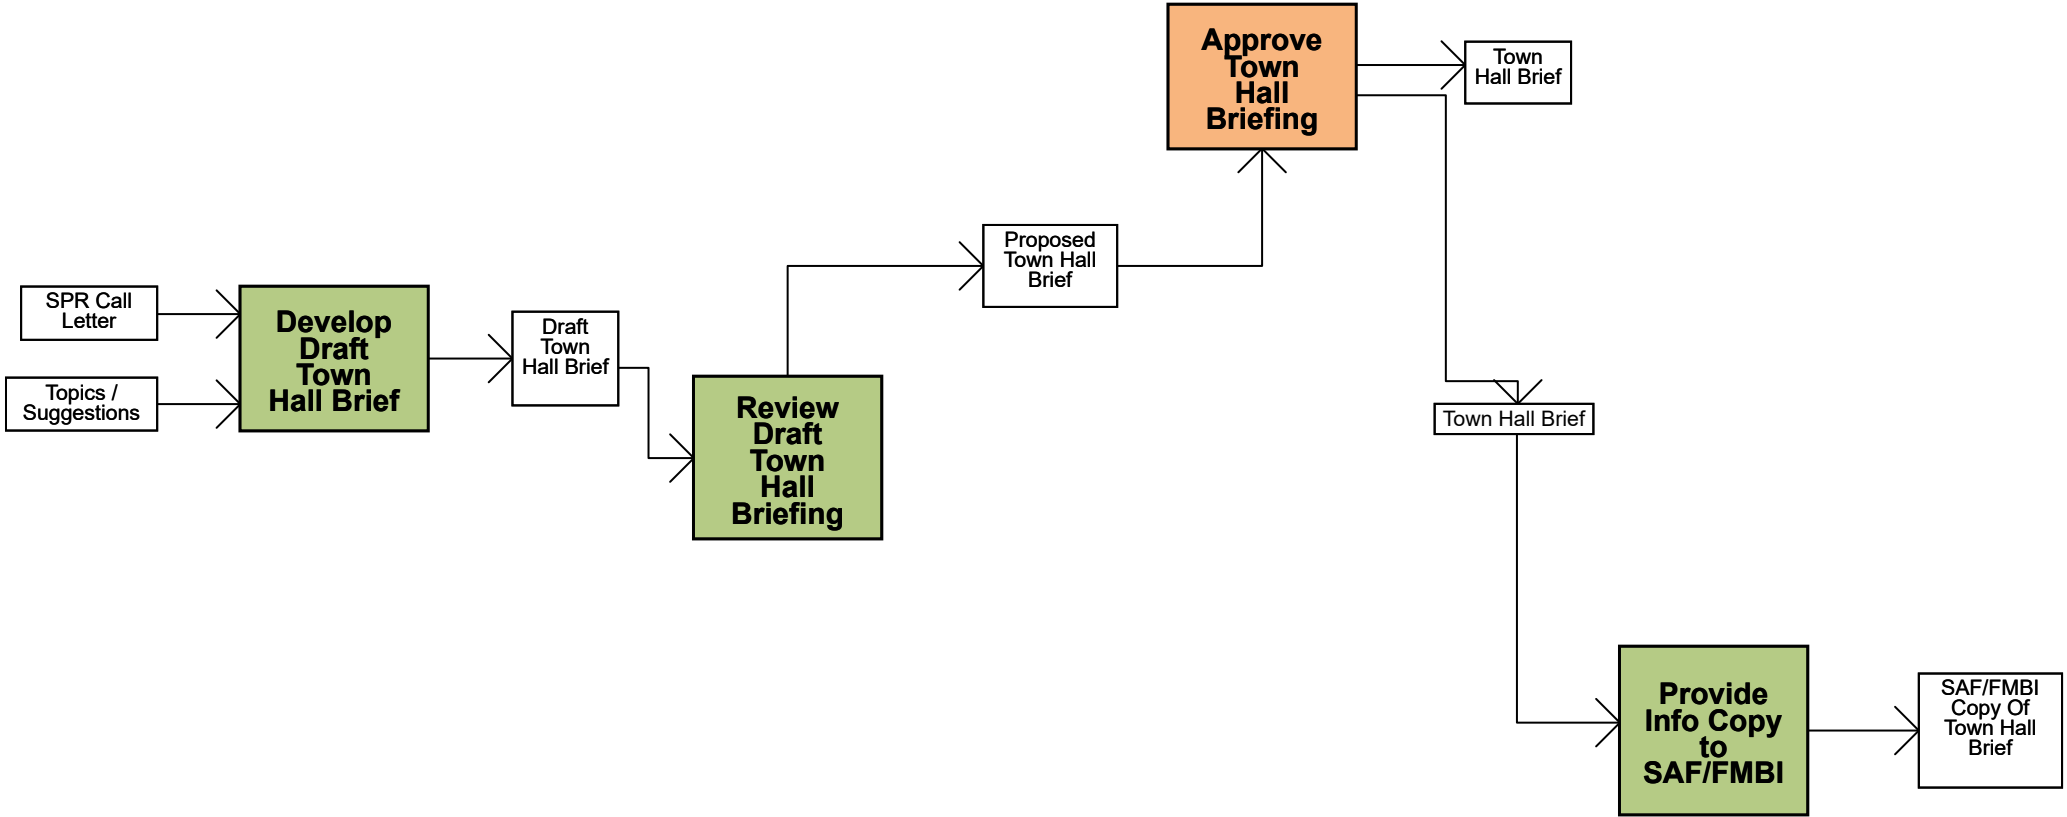 SPR Call
Letter
Topics /
Suggestions
Develop
Draft
Town
Hall Brief
Draft
Town
Hall Brief
Review
Draft
Town
Hall
Briefing
Proposed
Town Hall
Brief
Approve
Town
Hall
Briefing
Town
Hall Brief
Town Hall Brief
Provide
Info Copy
to
SAF/FMBI
SAF/FMBI
Copy Of
Town Hall
Brief